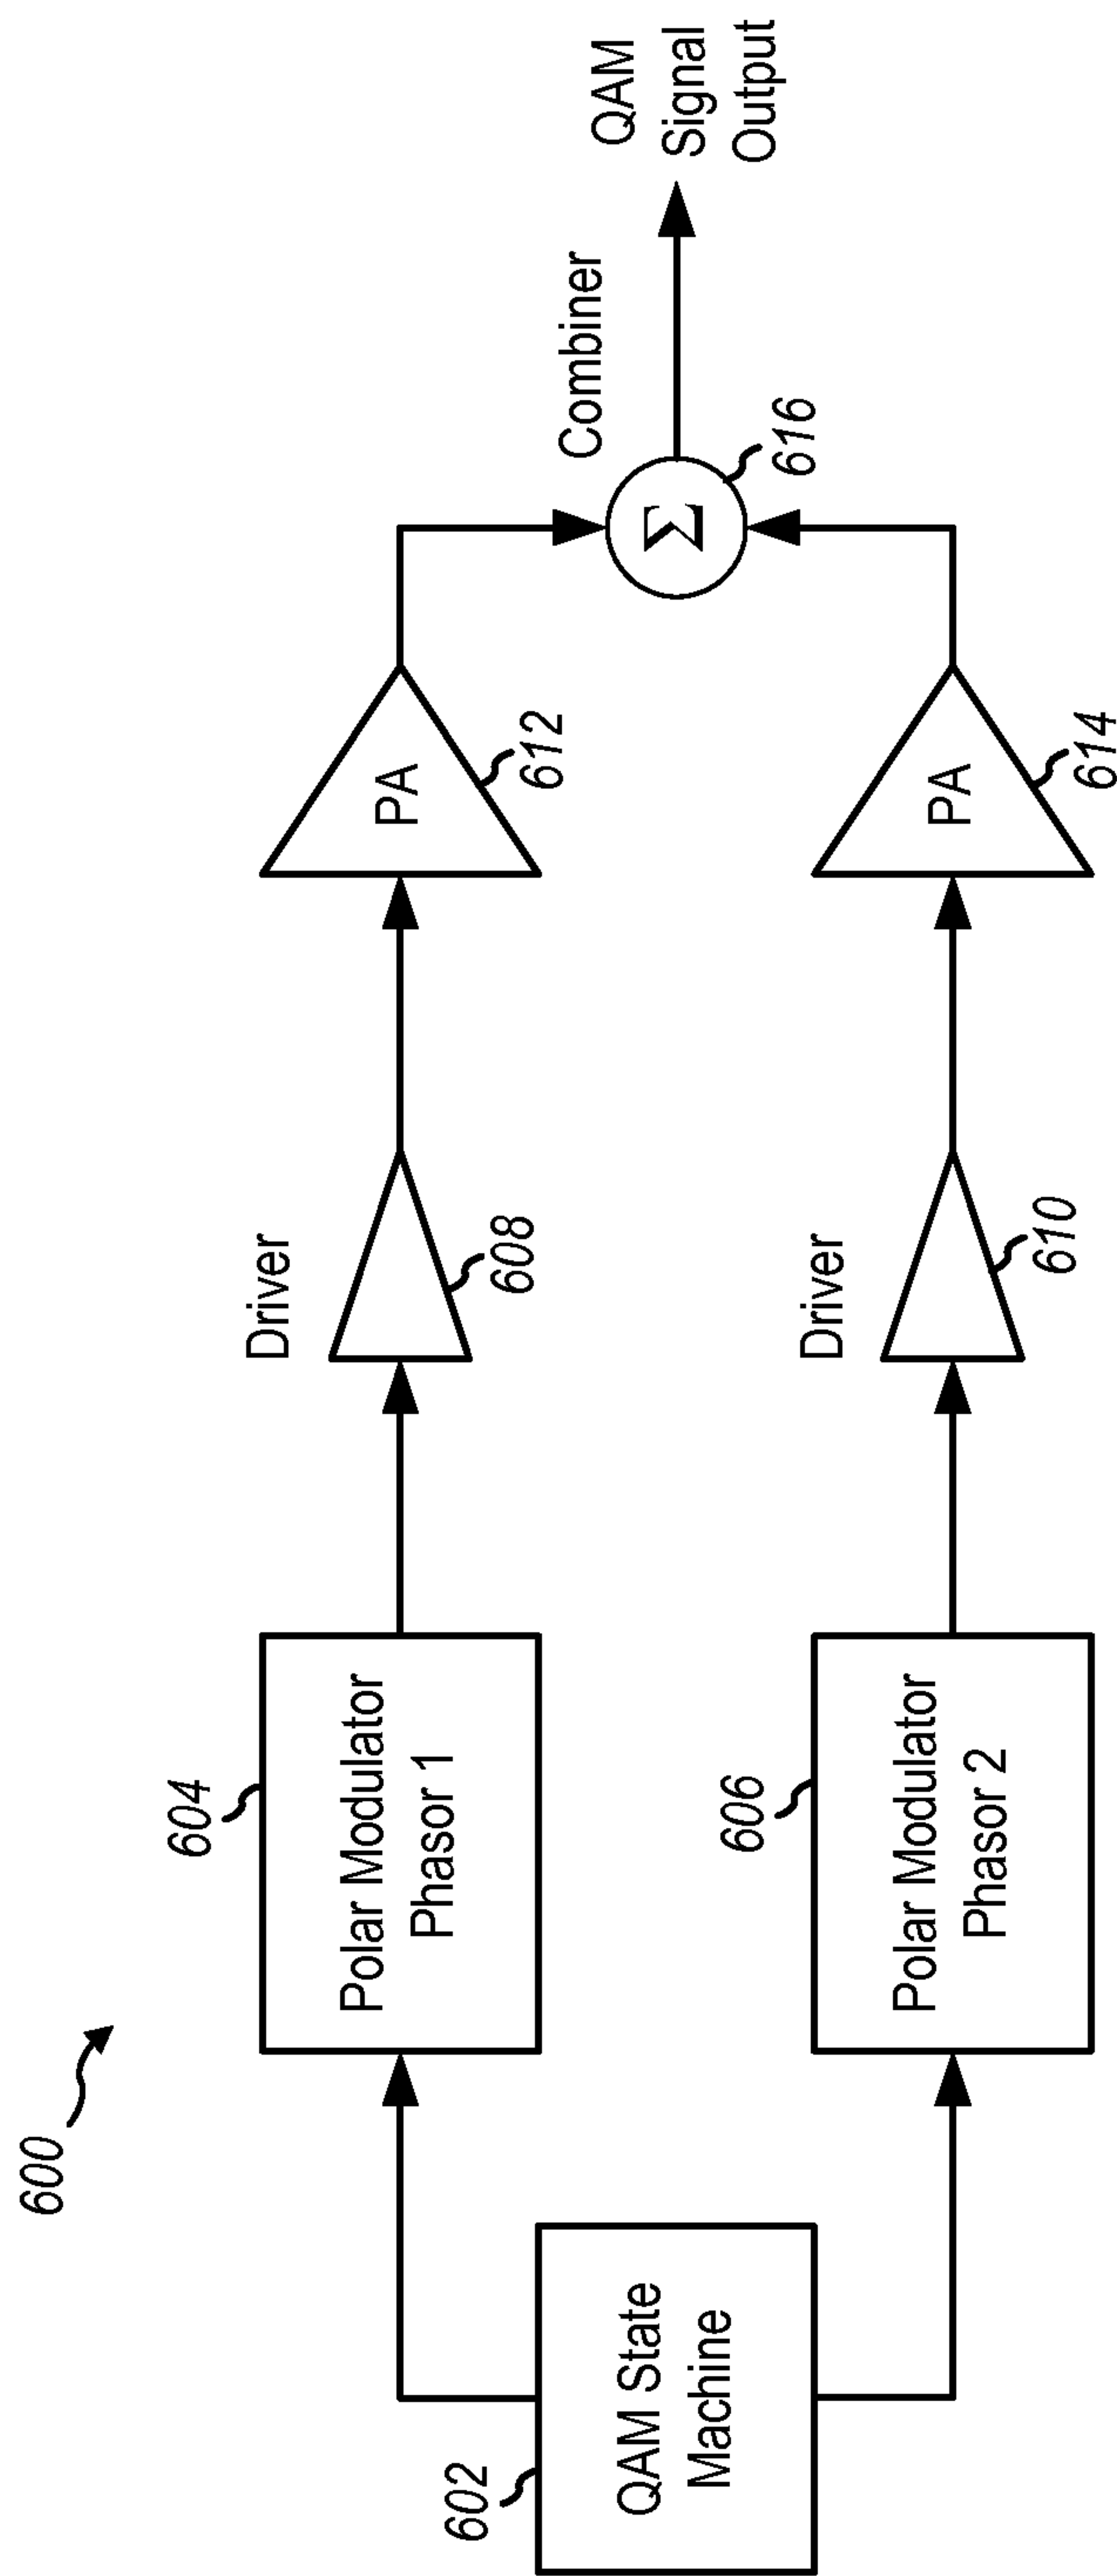 600
602
QAM State
Machine
604
Polar Modulator
Phasor 1
606
Polar Modulator
Phasor 2
Driver
608
Driver
610
PA
612
PA
614
Combiner
Σ
616
QAM
Signal
Output